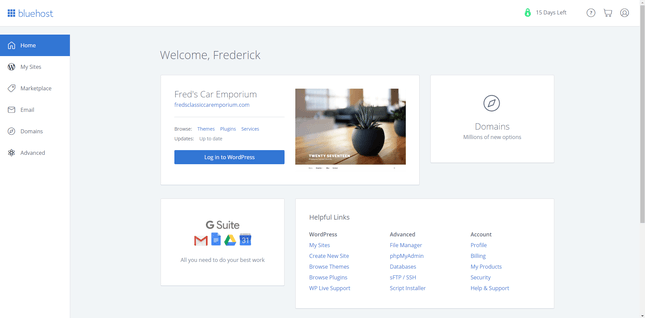 bluehost
15 Days Left
Home
My Sites
Marketplace
Email
Domains
Advanced
Welcome, Frederick
Fred's Car Emporium
fredsclassiccaremporium.com
Browse: Themes Plugins Services
Updates: Up to date
Log in to WordPress
TWENTY SEVENTEEN
Domains
Millions of new options
G Suite
31
All you need to do your best work
Helpful Links
WordPress
My Sites
Create New Site
Browse Themes
Browse Plugins
WP Live Support
Advanced
File Manager
phpMyAdmin
Databases
sFTP / SSH
Script Installer
Account
Profile
Billing
My Products
Security
Help & Support